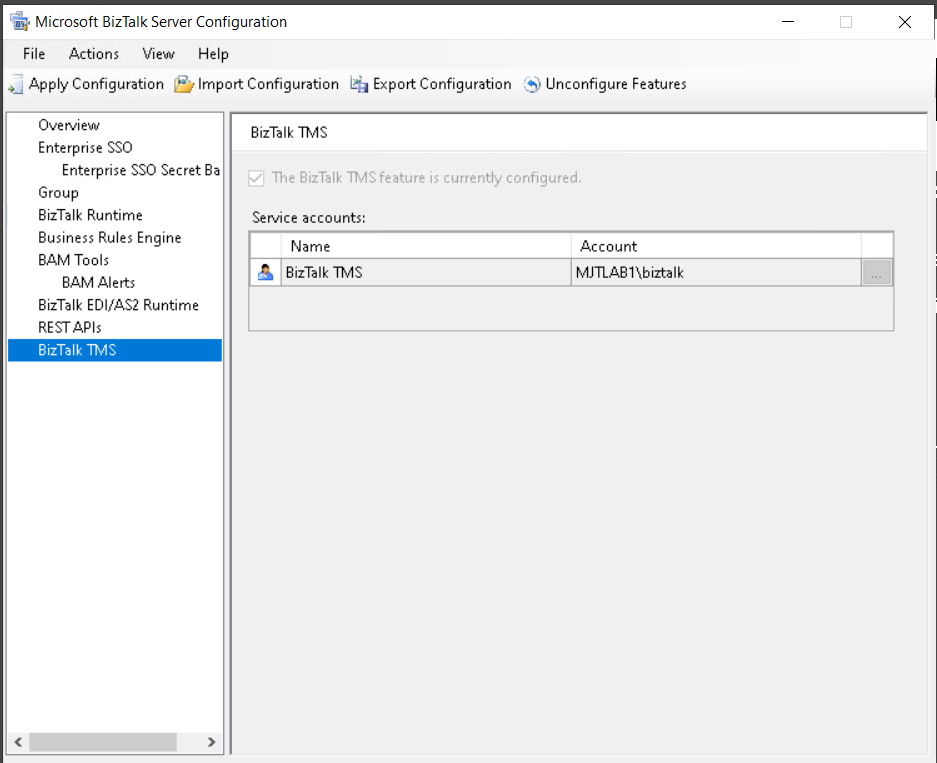 Microsoft BizTalk Server Configuration
File Actions View Help
Apply Configuration Import Configuration Export Configuration Unconfigure Features
Overview
Enterprise SSO
Enterprise SSO Secret Ba
Group
BizTalk Runtime
Business Rules Engine
BAM Tools
BAM Alerts
BizTalk EDI/AS2 Runtime
REST APIs
BizTalk TMS
BizTalk TMS
The BizTalk TMS feature is currently configured.
Service accounts:
Name Account
BizTalk TMS MJTLAB1\biztalk ...